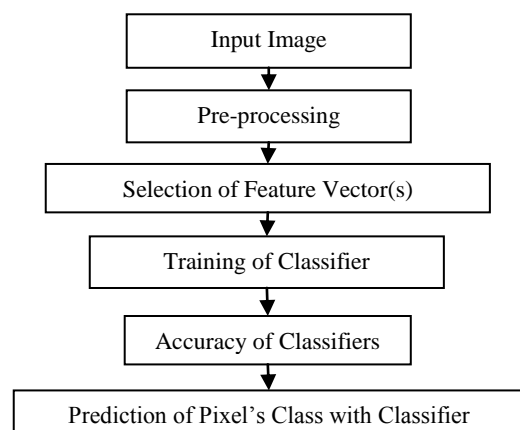 Input Image
Pre-processing
Selection of Feature Vector(s)
Training of Classifier
Accuracy of Classifiers
Prediction of Pixel's Class with Classifier